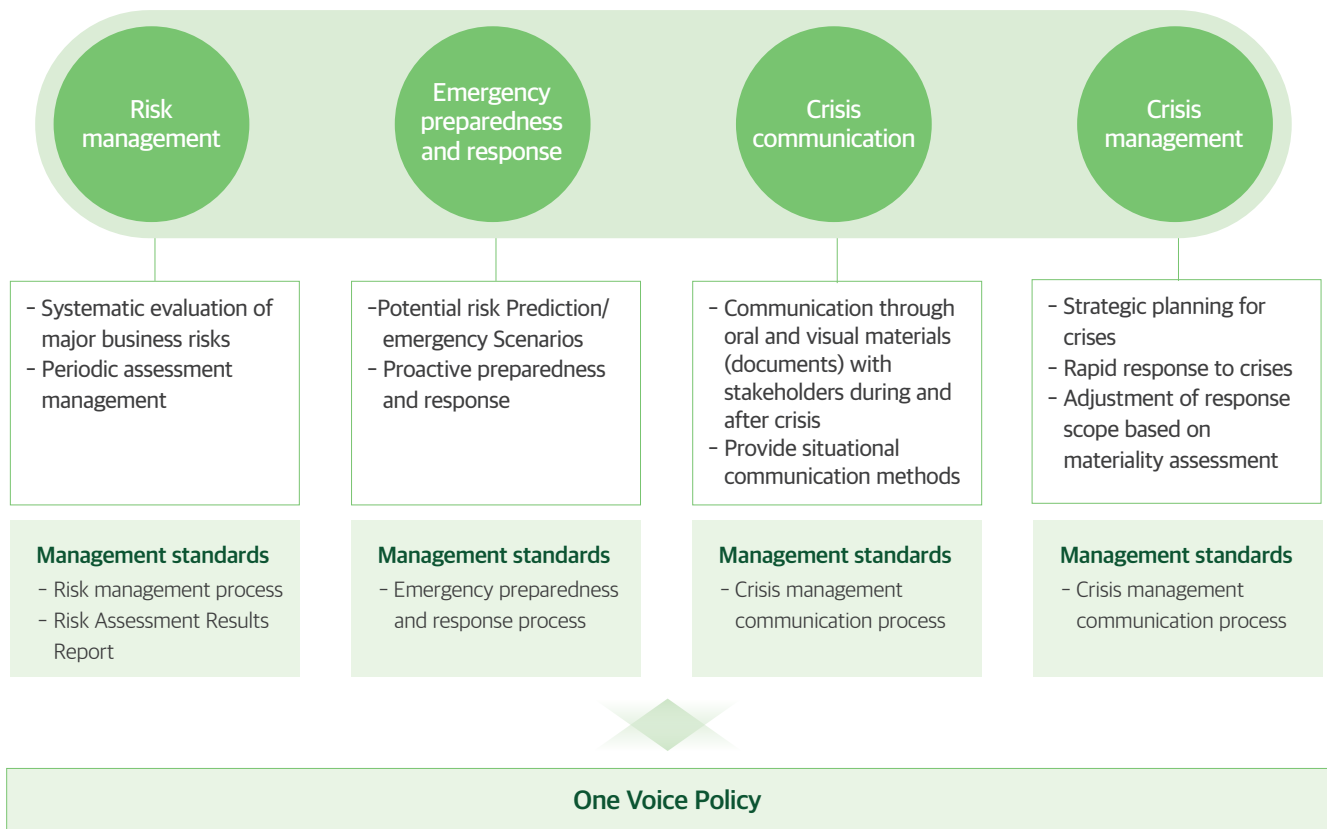 Risk
management
Emergency
preparedness
and response
Crisis
communication
Crisis
management
- Systematic evaluation of
major business risks
- Periodic assessment
management
-Potential risk Prediction/
emergency Scenarios
- Proactive preparedness
and response
- Communication through
oral and visual materials
(documents) with
stakeholders during and
after crisis
- Provide situational
communication methods
- Strategic planning for
crises
- Rapid response to crises
- Adjustment of response
scope based on
materiality assessment
Management standards
- Risk management process
- Risk Assessment Results
Report
Management standards
- Emergency preparedness
and response process
Management standards
- Crisis management
communication process
Management standards
- Crisis management
communication process
One Voice Policy